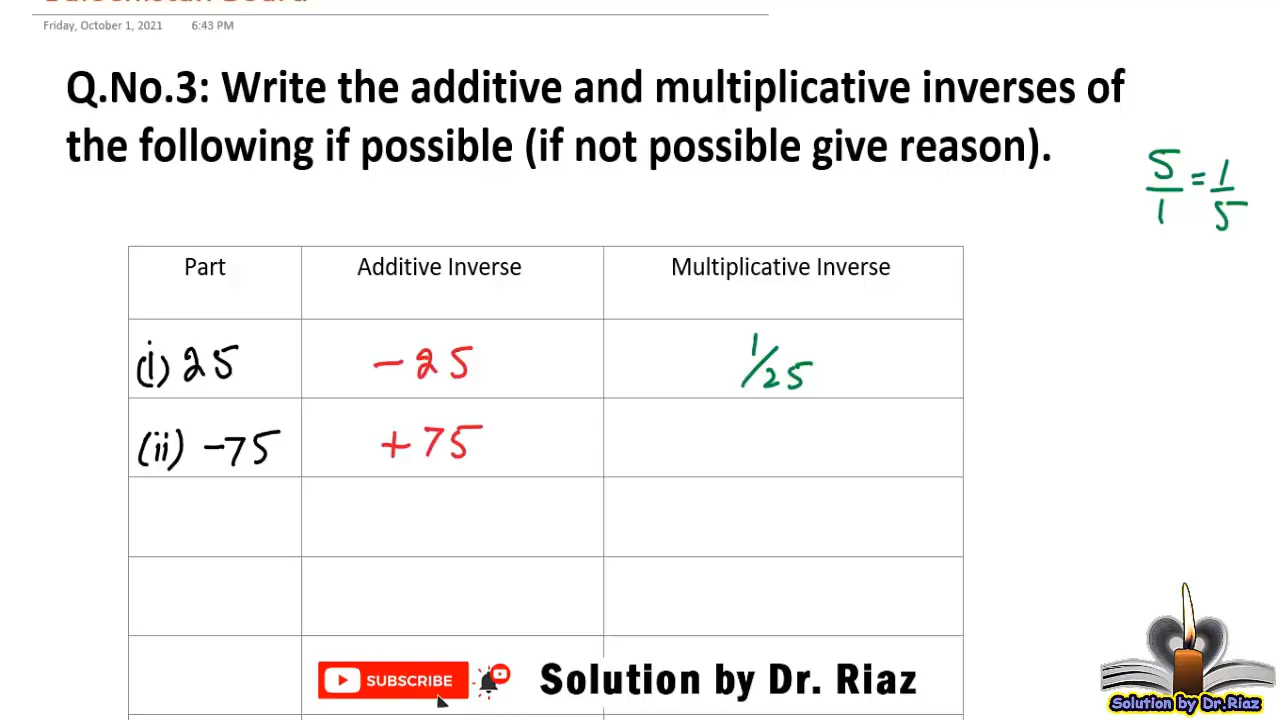 Friday, October 1, 2021 6:43 PM
Q.No.3: Write the additive and multiplicative inverses of
the following if possible (if not possible give reason).
5/1 = 1/5
Part Additive Inverse Multiplicative Inverse
(i) 25 -25 1/25
(ii) -75 +75
SUBSCRIBE Solution by Dr. Riaz
Solution by Dr.Riaz